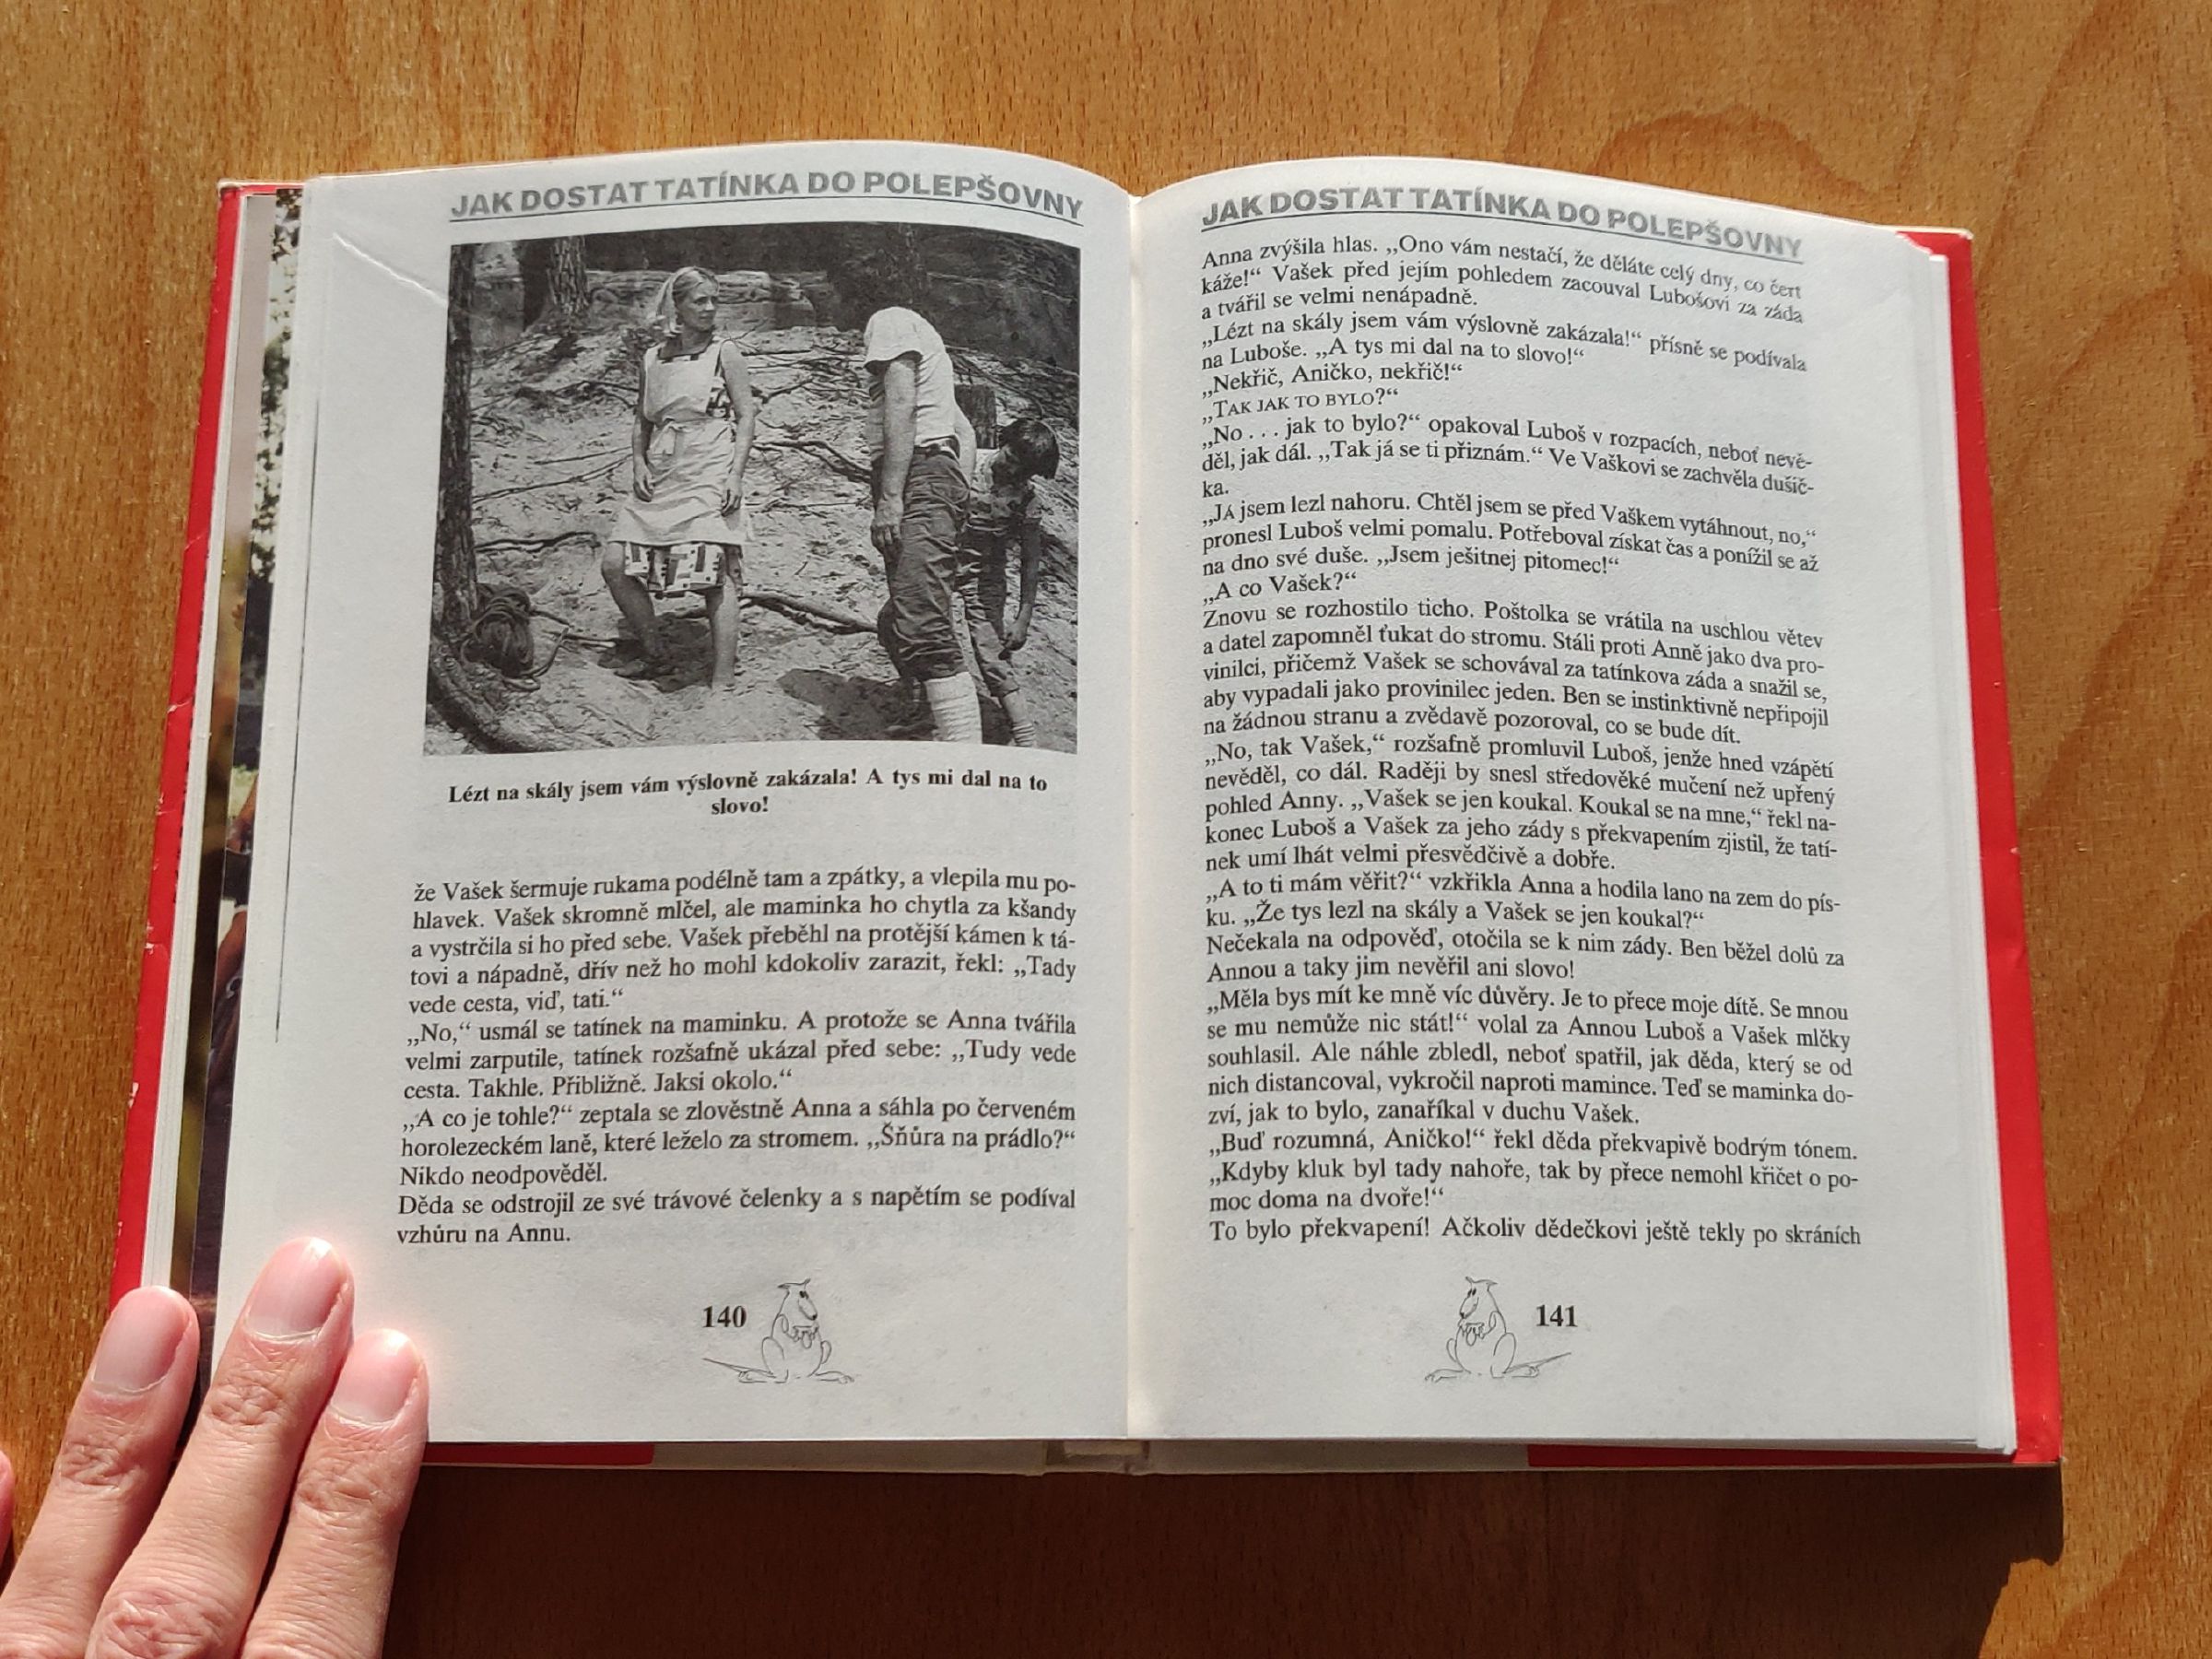 JAK DOSTAT TATÍNKA DO POLEPŠOVNY
Lézt na skály jsem vám výslovně zakázala! A tys mi dal na to
slovo!
že Vašek šermuje rukama podélně tam a zpátky, a vlepila mu po-
hlavek. Vašek skromně mlčel, ale maminka ho chytla za kšandy
a vystrčila si ho před sebe. Vašek přeběhl na protější kámen k tá-
tovi a nápadně, dřív než ho mohl kdokoliv zarazit, řekl: „Tady
vede cesta, viď, tati.“
„No,“ usmál se tatínek na maminku. A protože se Anna tvářila
velmi zarputile, tatínek rozšafně ukázal před sebe: „Tudy vede
cesta. Takhle. Přibližně. Jaksi okolo.“
„A co je tohle?“ zeptala se zlověstně Anna a sáhla po červeném
horolezeckém laně, které leželo za stromem. „Šňůra na prádlo?“
Nikdo neodpověděl.
Děda se odstrojil ze své trávové čelenky a s napětím se podíval
vzhůru na Annu.
140
JAK DOSTAT TATÍNKA DO POLEPŠOVNY
Anna zvýšila hlas. „Ono vám nestačí, že děláte celý dny, co čert
káže!“ Vašek před jejím pohledem zacouval Lubošovi za záda
a tvářil se velmi nenápadně.
„Lézt na skály jsem vám výslovně zakázala!“ přísně se podívala
na Luboše. „A tys mi dal na to slovo!“
„Nekřič, Aničko, nekřič!“
„TAK JAK TO BYLO?“
„No . . . jak to bylo?“ opakoval Luboš v rozpacích, neboť nevě-
děl, jak dál. „Tak já se ti přiznám.“ Ve Vaškovi se zachvěla dušič-
ka.
„JÁ jsem lezl nahoru. Chtěl jsem se před Vaškem vytáhnout, no,“
pronesl Luboš velmi pomalu. Potřeboval získat čas a ponížil se až
na dno své duše. „Jsem ješitnej pitomec!“
„A co Vašek?“
Znovu se rozhostilo ticho. Poštolka se vrátila na uschlou větev
a datel zapomněl ťukat do stromu. Stáli proti Anně jako dva pro-
vinilci, přičemž Vašek se schovával za tatínkova záda a snažil se,
aby vypadali jako provinilec jeden. Ben se instinktivně nepřipojil
na žádnou stranu a zvědavě pozoroval, co se bude dít.
„No, tak Vašek,“ rozšafně promluvil Luboš, jenže hned vzápětí
nevěděl, co dál. Raději by snesl středověké mučení než upřený
pohled Anny. „Vašek se jen koukal. Koukal se na mne,“ řekl na-
konec Luboš a Vašek za jeho zády s překvapením zjistil, že tatí-
nek umí lhát velmi přesvědčivě a dobře.
„A to ti mám věřit?“ vzkřikla Anna a hodila lano na zem do pís-
ku. „Že tys lezl na skály a Vašek se jen koukal?“
Nečekala na odpověď, otočila se k nim zády. Ben běžel dolů za
Annou a taky jim nevěřil ani slovo!
„Měla bys mít ke mně víc důvěry. Je to přece moje dítě. Se mnou
se mu nemůže nic stát!“ volal za Annou Luboš a Vašek mlčky
souhlasil. Ale náhle zbledl, neboť spatřil, jak děda, který se od
nich distancoval, vykročil naproti mamince. Teď se maminka do-
zví, jak to bylo, zanaříkal v duchu Vašek.
„Buď rozumná, Aničko!“ řekl děda překvapivě bodrým tónem.
„Kdyby kluk byl tady nahoře, tak by přece nemohl křičet o po-
moc doma na dvoře!“
To bylo překvapení! Ačkoliv dědečkovi ještě tekly po skráních
141